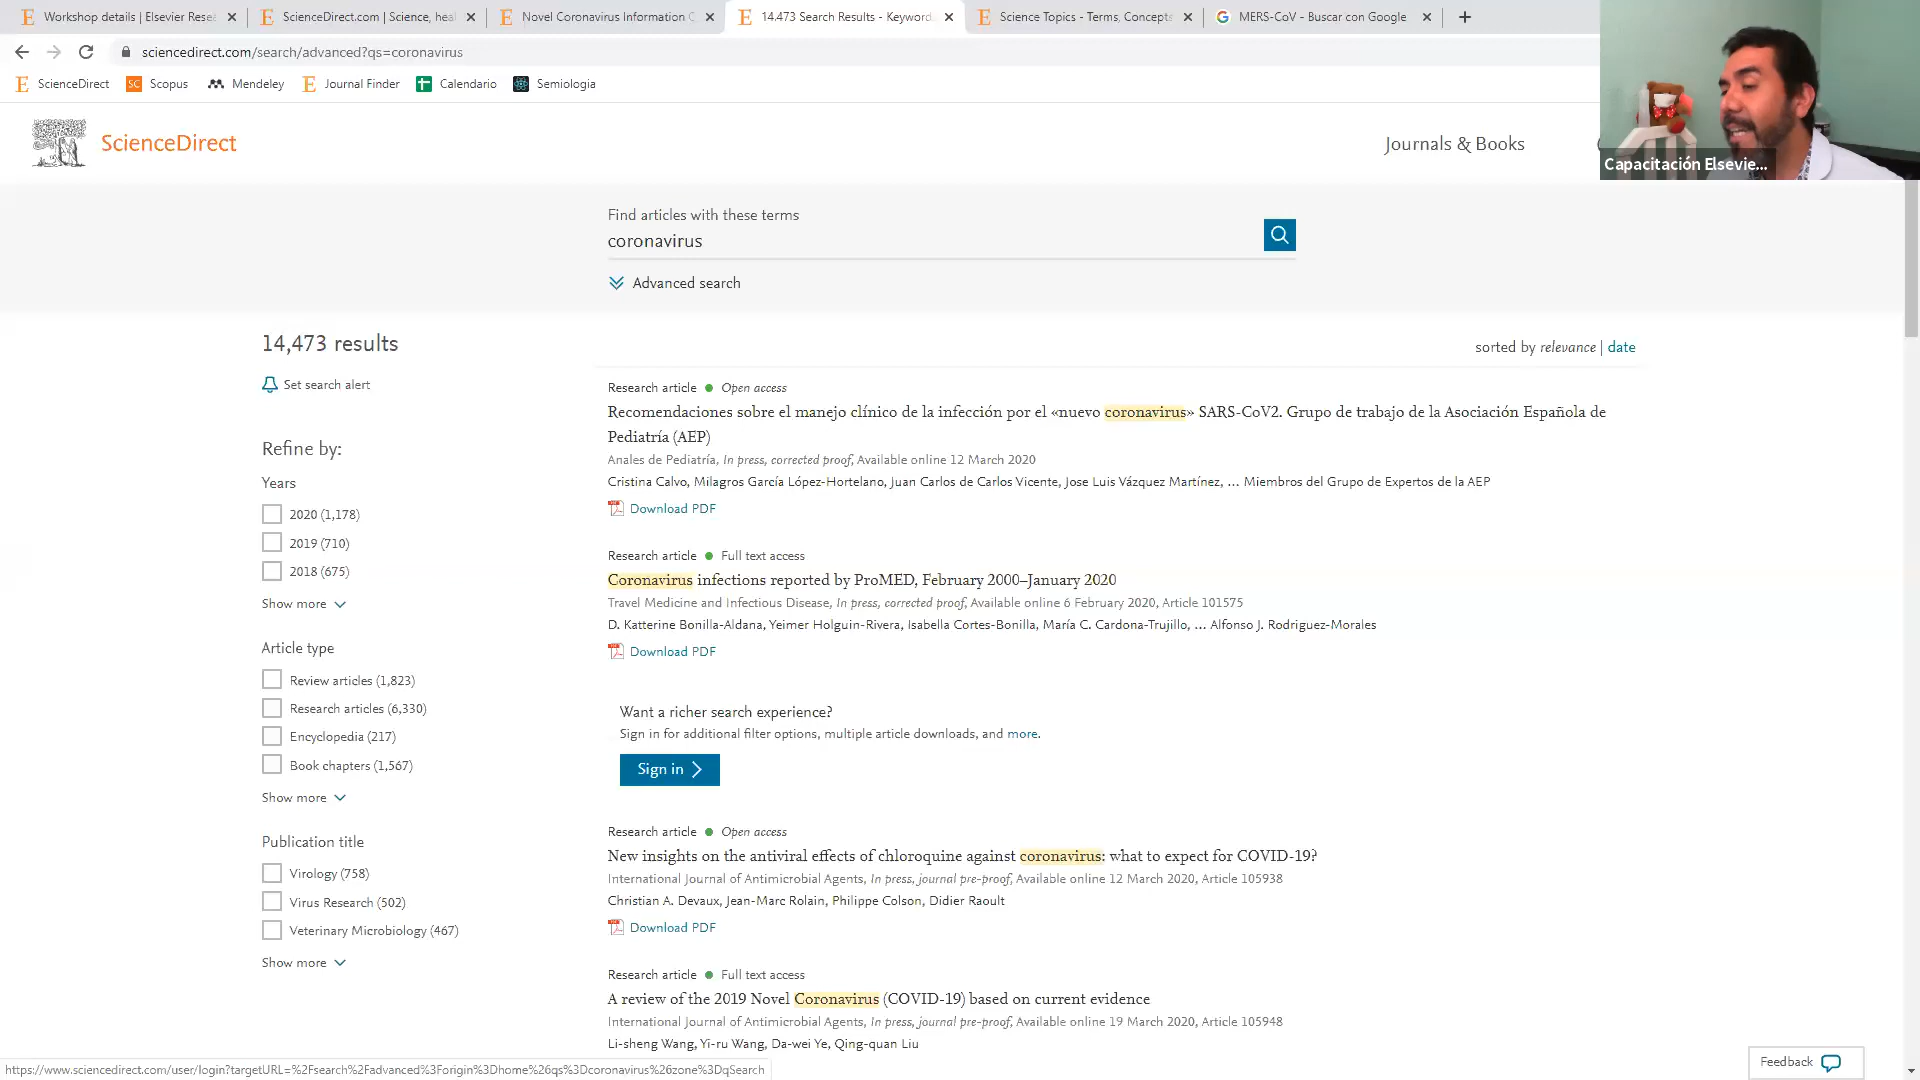 Workshop details | Elsevier Rese
ScienceDirect.com | Science, heal
Novel Coronavirus Information C
14.473 Search Results - Keyword
Science Topics - Terms, Concepts
MERS-CoV - Buscar con Google
sciencedirect.com/search/advanced?qs=coronavirus
ScienceDirect
Scopus
Mendeley
Journal Finder
Calendario
Semiologia
ScienceDirect
Journals & Books
Capacitación Elsevie...
Find articles with these terms
coronavirus
Advanced search
14,473 results
Set search alert
Refine by:
Years
2020 (1,178)
2019 (710)
2018 (675)
Show more
Article type
Review articles (1,823)
Research articles (6,330)
Encyclopedia (217)
Book chapters (1,567)
Show more
Publication title
Virology (758)
Virus Research (502)
Veterinary Microbiology (467)
Show more
sorted by relevance | date
Research article Open access
Recomendaciones sobre el manejo clínico de la infección por el «nuevo coronavirus» SARS-CoV2. Grupo de trabajo de la Asociación Española de
Pediatría (AEP)
Anales de Pediatría, In press, corrected proof, Available online 12 March 2020
Cristina Calvo, Milagros García López-Hortelano, Juan Carlos de Carlos Vicente, Jose Luis Vázquez Martínez, ... Miembros del Grupo de Expertos de la AEP
Download PDF
Research article Full text access
Coronavirus infections reported by ProMED, February 2000–January 2020
Travel Medicine and Infectious Disease, In press, corrected proof, Available online 6 February 2020, Article 101575
D. Katterine Bonilla-Aldana, Yeimer Holguin-Rivera, Isabella Cortes-Bonilla, María C. Cardona-Trujillo, ... Alfonso J. Rodriguez-Morales
Download PDF
Want a richer search experience?
Sign in for additional filter options, multiple article downloads, and more.
Sign in
Research article Open access
New insights on the antiviral effects of chloroquine against coronavirus: what to expect for COVID-19?
International Journal of Antimicrobial Agents, In press, journal pre-proof, Available online 12 March 2020, Article 105938
Christian A. Devaux, Jean-Marc Rolain, Philippe Colson, Didier Raoult
Download PDF
Research article Full text access
A review of the 2019 Novel Coronavirus (COVID-19) based on current evidence
International Journal of Antimicrobial Agents, In press, journal pre-proof, Available online 19 March 2020, Article 105948
Li-sheng Wang, Yi-ru Wang, Da-wei Ye, Qing-quan Liu
Feedback
https://www.sciencedirect.com/user/login?targetURL=%2Fsearch%2Fadvanced%3Forigin%3Dhome%26qs%3Dcoronavirus%26zone%3DqSearch